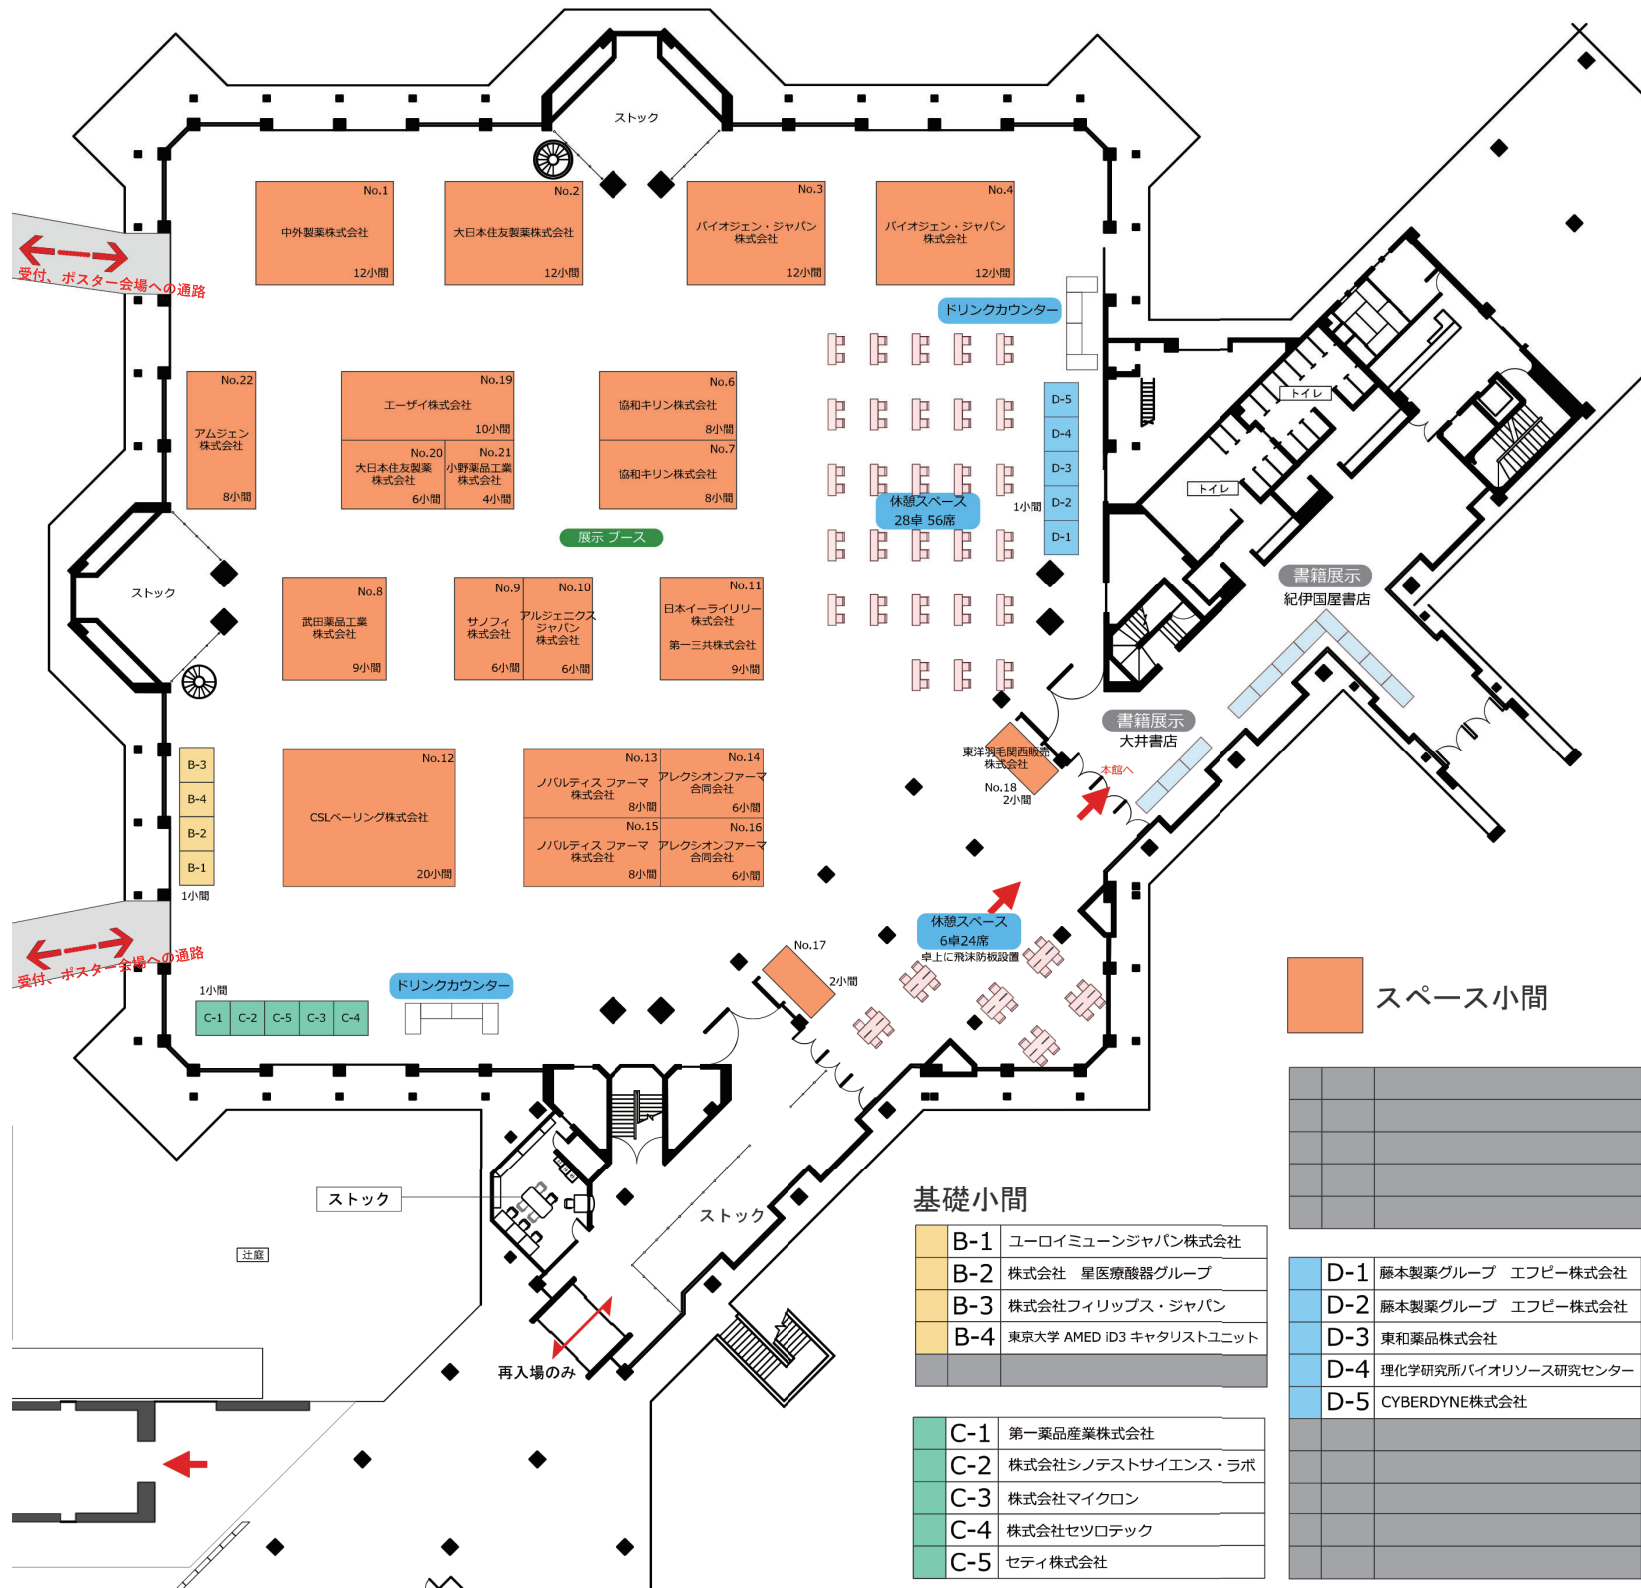 ストック
No.1
中外製薬株式会社
12小間
No.2
大日本住友製薬株式会社
12小間
No.3
バイオジェン・ジャパン
株式会社
12小間
No.4
バイオジェン・ジャパン
株式会社
12小間
受付、ポスター会場への通路
ドリンクカウンター
No.22
アムジェン
株式会社
8小間
No.19
エーザイ株式会社
10小間
No.20
大日本住友製薬
株式会社
6小間
No.21
小野薬品工業
株式会社
4小間
No.6
協和キリン株式会社
8小間
No.7
協和キリン株式会社
8小間
D-5
D-4
D-3
D-2
D-1
1小間
休憩スペース
28卓 56席
トイレ
トイレ
展示 ブース
ストック
No.8
武田薬品工業
株式会社
9小間
No.9
サノフィ
株式会社
6小間
No.10
アルジェニクス
ジャパン
株式会社
6小間
No.11
日本イーライリリー
株式会社
第一三共株式会社
9小間
書籍展示
紀伊国屋書店
書籍展示
大井書店
東洋羽毛関西販売
株式会社
No.18
2小間
本館へ
B-3
B-4
B-2
B-1
1小間
No.12
CSLベーリング株式会社
20小間
No.13
ノバルティス ファーマ
株式会社
8小間
No.14
アレクシオンファーマ
合同会社
6小間
No.15
ノバルティス ファーマ
株式会社
8小間
No.16
アレクシオンファーマ
合同会社
6小間
休憩スペース
6卓24席
卓上に飛沫防板設置
No.17
2小間
受付、ポスター会場への通路
1小間
C-1
C-2
C-5
C-3
C-4
ドリンクカウンター
スペース小間
ストック
ストック
辻庭
再入場のみ
基礎小間
B-1 ユーロイミューンジャパン株式会社
B-2 株式会社 星医療酸器グループ
B-3 株式会社フィリップス・ジャパン
B-4 東京大学 AMED iD3 キャタリストユニット
C-1 第一薬品産業株式会社
C-2 株式会社シノテストサイエンス・ラボ
C-3 株式会社マイクロン
C-4 株式会社セツロテック
C-5 セティ株式会社
D-1 藤本製薬グループ エフピー株式会社
D-2 藤本製薬グループ エフピー株式会社
D-3 東和薬品株式会社
D-4 理化学研究所バイオリソース研究センター
D-5 CYBERDYNE株式会社